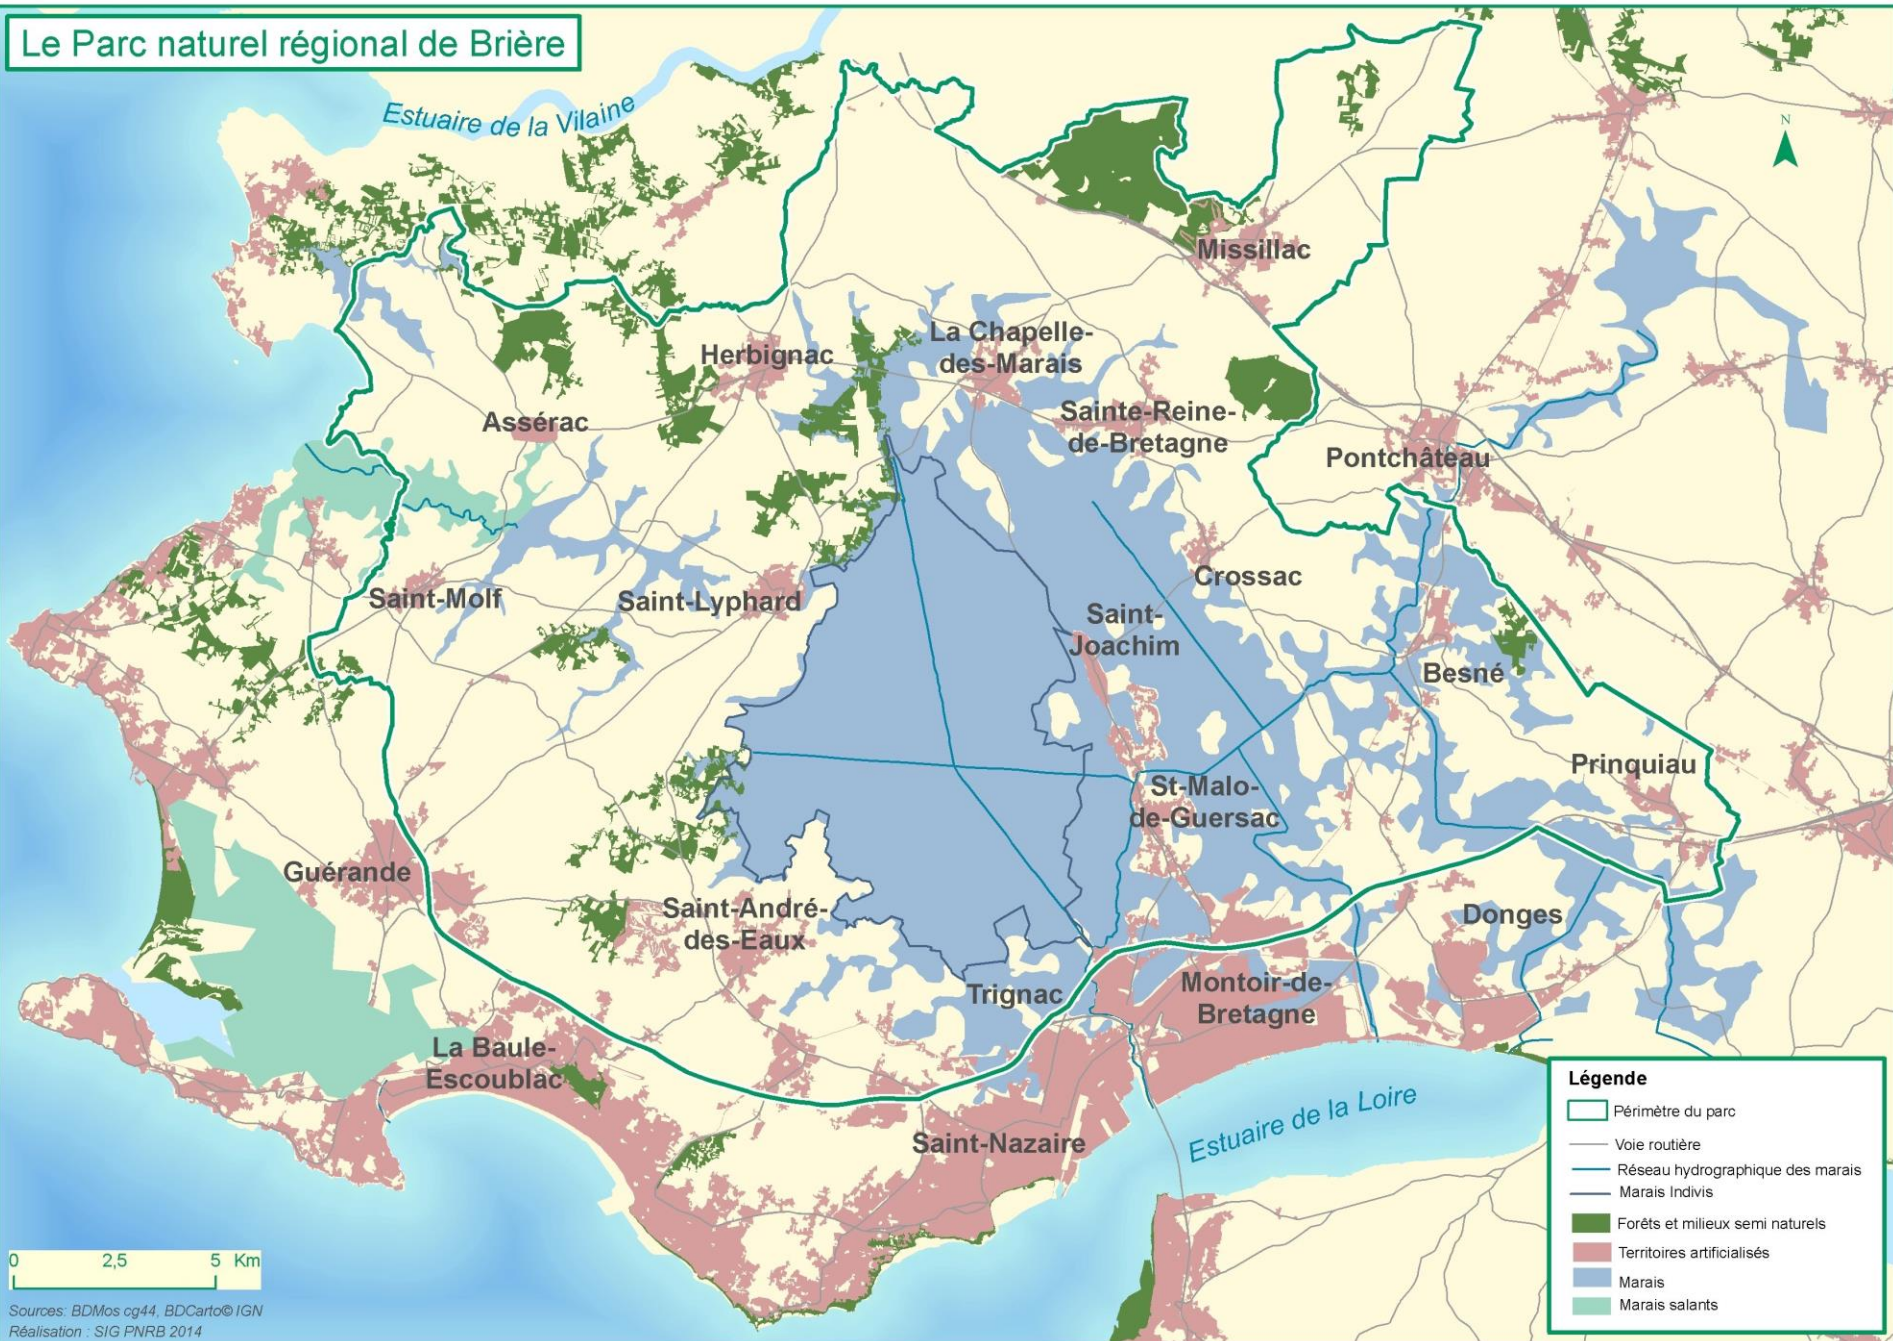 Le Parc naturel régional de Brière
Estuaire de la Vilaine
N
Missillac
La Chapelle-
des-Marais
Herbignac
Sainte-Reine-
de-Bretagne
Assérac
Pontchâteau
Crossac
Saint-Molf
Saint-Lyphard
Saint-
Joachim
Besné
Prinquiau
St-Malo-
de-Guersac
Guérande
Saint-André-
des-Eaux
Donges
Trignac
Montoir-de-
Bretagne
La Baule-
Escoublac
Saint-Nazaire
Estuaire de la Loire
Légende
Périmètre du parc
Voie routière
Réseau hydrographique des marais
Marais Indivis
Forêts et milieux semi naturels
Territoires artificialisés
Marais
Marais salants
0 2,5 5 Km
Sources: BDMos cg44, BDCarto© IGN
Réalisation : SIG PNRB 2014